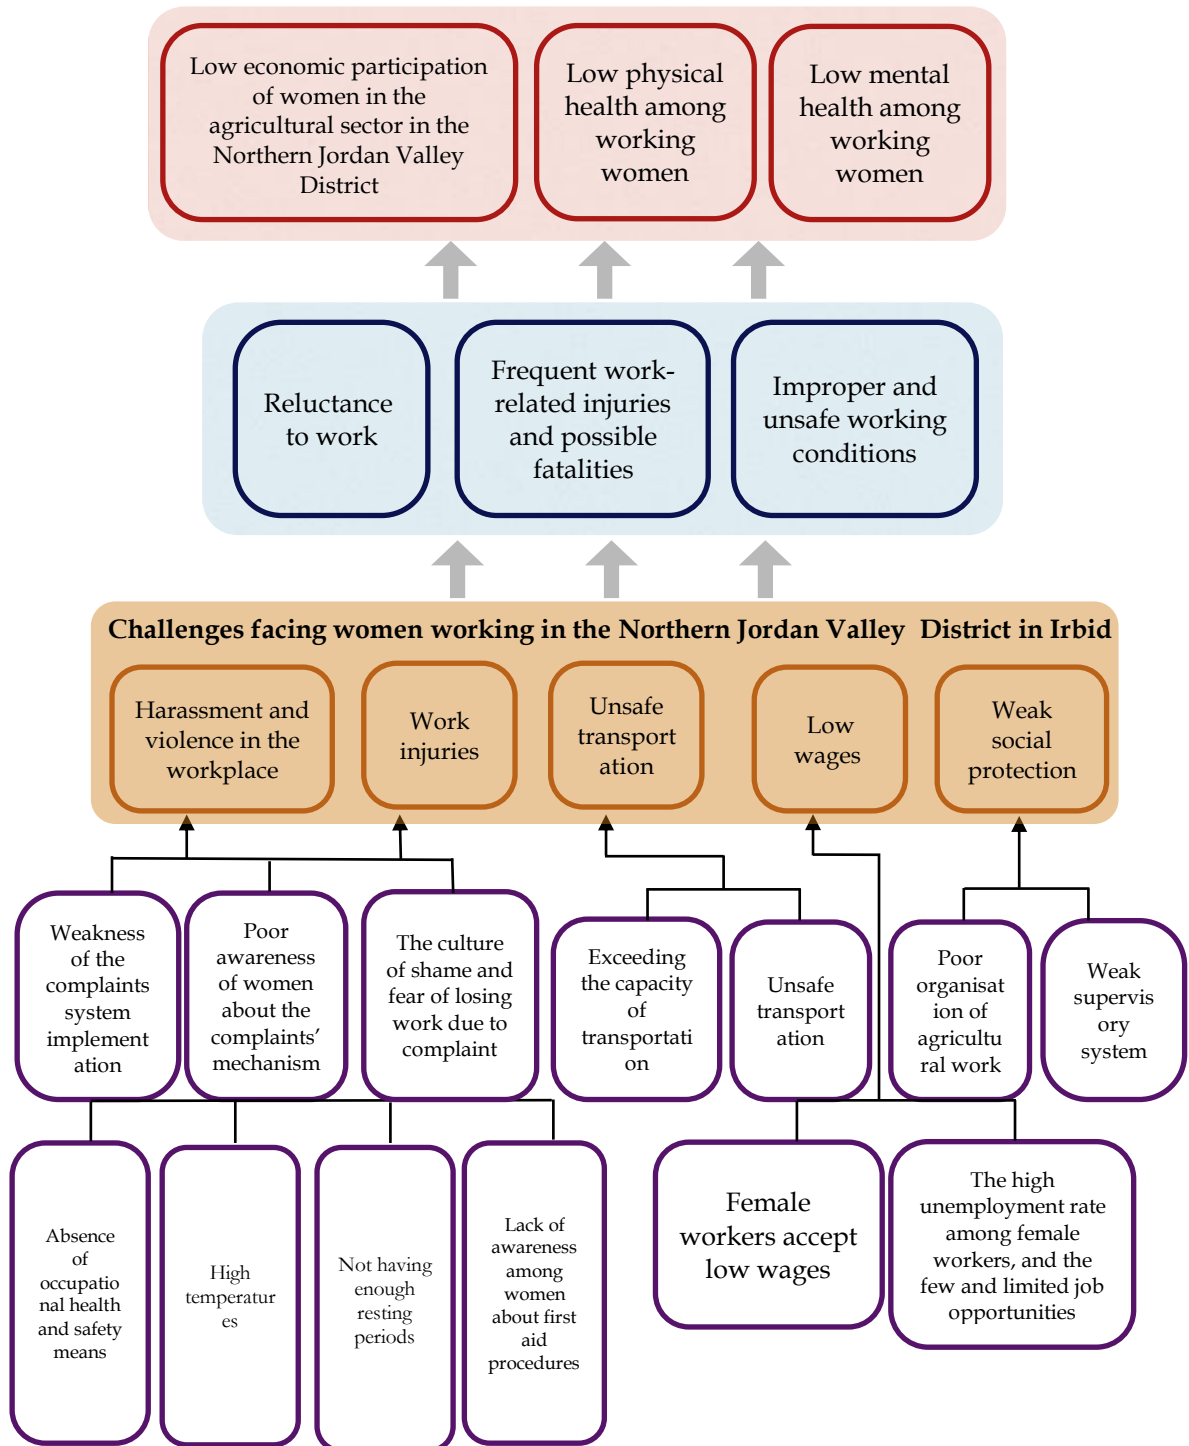 Low economic participation
of women in the
agricultural sector in the
Northern Jordan Valley
District
Low physical
health among
working
women
Low mental
health among
working
women
Reluctance
to work
Frequent work-
related injuries
and possible
fatalities
Improper and
unsafe working
conditions
Challenges facing women working in the Northern Jordan Valley District in Irbid
Harassment and
violence in the
workplace
Work
injuries
Unsafe
transport
ation
Low
wages
Weak
social
protection
Weakness
of the
complaints
system
implement
ation
Poor
awareness
of women
about the
complaints’
mechanism
The culture
of shame and
fear of losing
work due to
complaint
Exceeding
the capacity
of
transportati
on
Unsafe
transport
ation
Poor
organisat
ion of
agricultu
ral work
Weak
supervis
ory
system
Absence
of
occupatio
nal health
and safety
means
High
temperatur
es
Not having
enough
resting
periods
Lack of
awareness
among
women
about first
aid
procedures
Female
workers accept
low wages
The high
unemployment rate
among female
workers, and the
few and limited job
opportunities